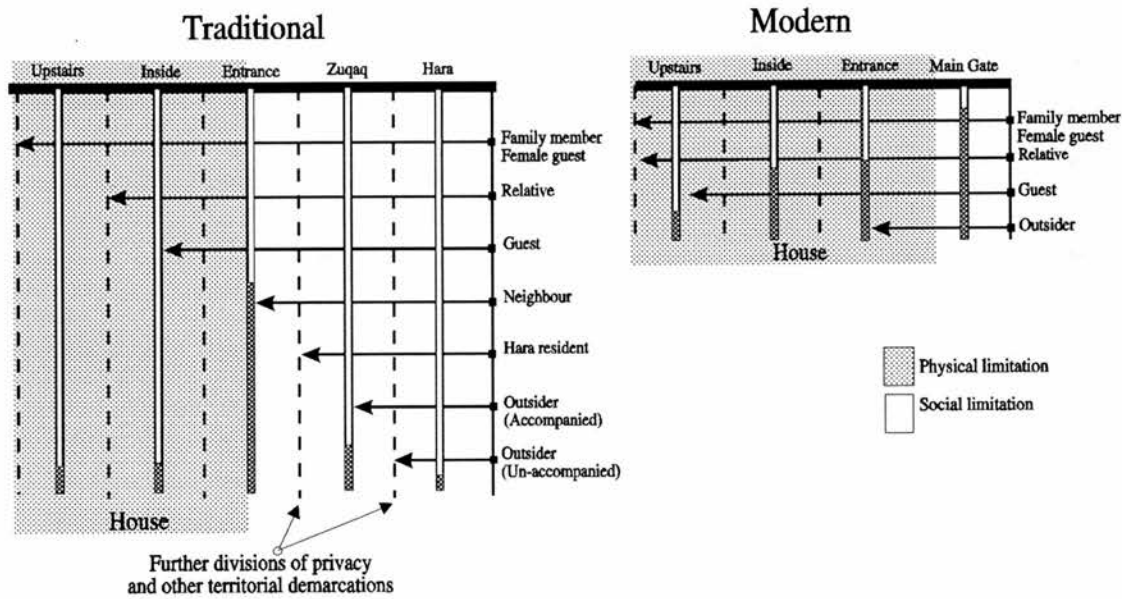 Traditional
Upstairs Inside Entrance Zuqaq Hara
Family member
Female guest
Relative
Guest
Neighbour
Hara resident
Outsider
(Accompanied)
Outsider
(Un-accompanied)
House
Further divisions of privacy
and other territorial demarcations
Modern
Upstairs Inside Entrance Main Gate
Family member
Female guest
Relative
Guest
Outsider
House
Physical limitation
Social limitation